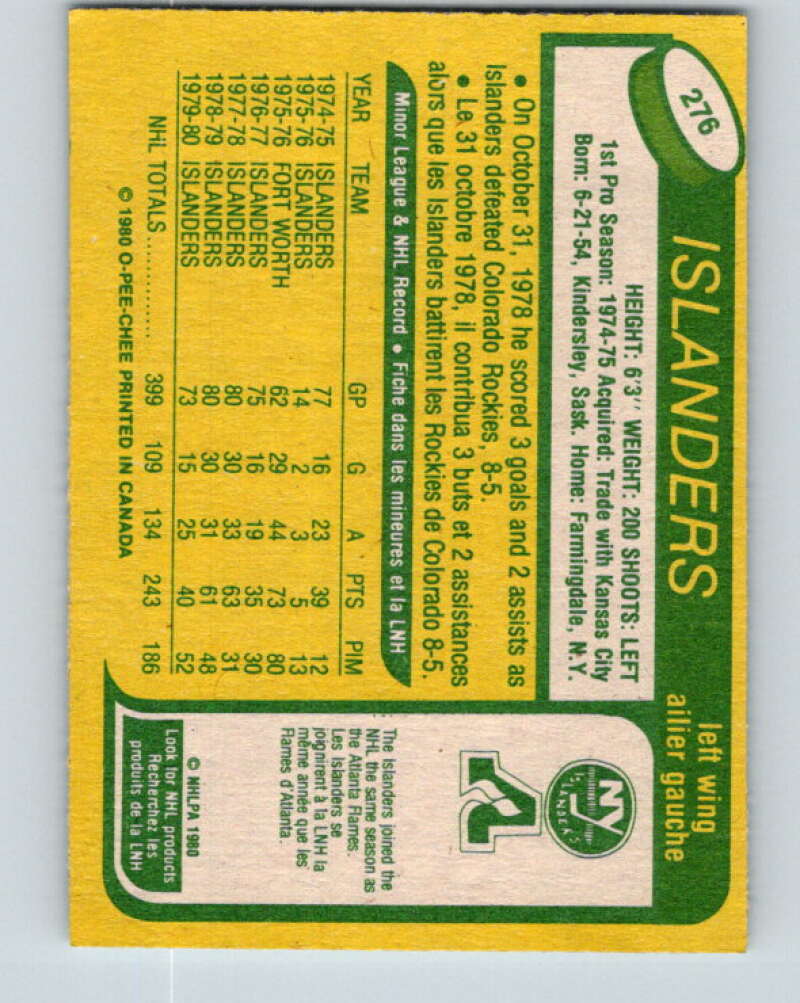 276
ISLANDERS
left wing
ailier gauche
HEIGHT: 6'3'' WEIGHT: 200 SHOOTS: LEFT
1st Pro Season: 1974-75 Acquired: Trade with Kansas City
Born: 6-21-54, Kindersley, Sask. Home: Farmingdale, N.Y.
• On October 31, 1978 he scored 3 goals and 2 assists as
Islanders defeated Colorado Rockies, 8-5.
• Le 31 octobre 1978, il contribua 3 buts et 2 assistances
alors que les Islanders battirent les Rockies de Colorado 8-5.
Minor League & NHL Record • Fiche dans les mineures et la LNH
YEAR TEAM GP G A PTS PIM
1974-75 ISLANDERS 77 16 23 39 12
1975-76 ISLANDERS 14 2 3 5 13
1975-76 FORT WORTH 62 29 44 73 80
1976-77 ISLANDERS 75 16 19 35 30
1977-78 ISLANDERS 80 30 33 63 31
1978-79 ISLANDERS 80 30 31 61 48
1979-80 ISLANDERS 73 15 25 40 52
NHL TOTALS .............. 399 109 134 243 186
© 1980 O-PEE-CHEE PRINTED IN CANADA
NY
ISLANDERS
The Islanders joined the
NHL the same season as
the Atlanta Flames.
Les Islanders se
joignirent à la LNH la
même année que les
Flames d'Atlanta.
© NHLPA 1980
Look for NHL products
Recherchez les
produits de la LNH